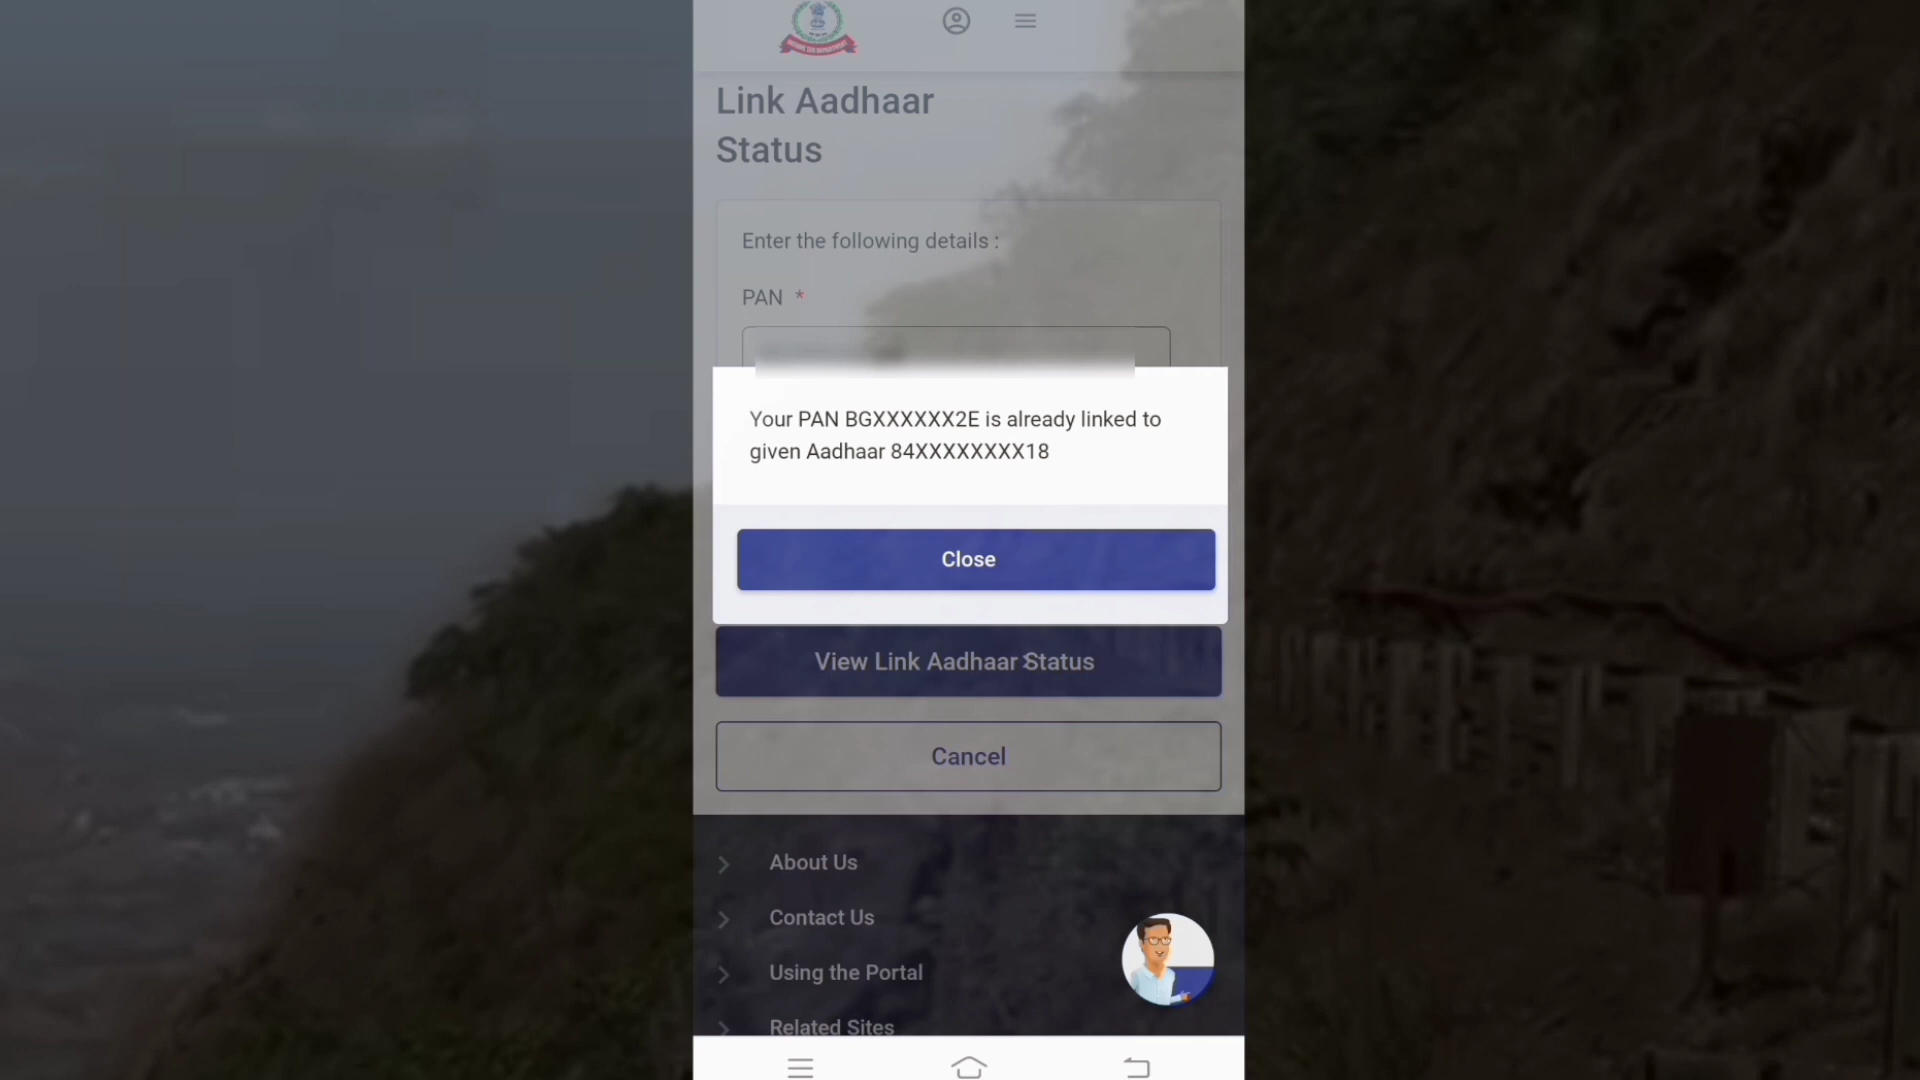 Link Aadhaar
Status
Enter the following details :
PAN *
Your PAN BGXXXXXX2E is already linked to
given Aadhaar 84XXXXXXXX18
Close
View Link Aadhaar Status
Cancel
About Us
Contact Us
Using the Portal
Related Sites